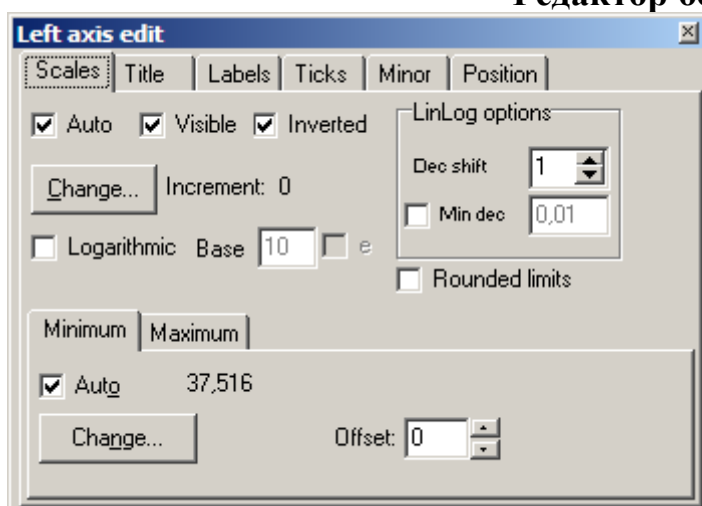 Left axis edit
Scales Title Labels Ticks Minor Position
Auto Visible Inverted
LinLog options
Dec shift 1
Change... Increment: 0
Min dec 0,01
Logarithmic Base 10 e
Rounded limits
Minimum Maximum
Auto 37,516
Change... Offset: 0